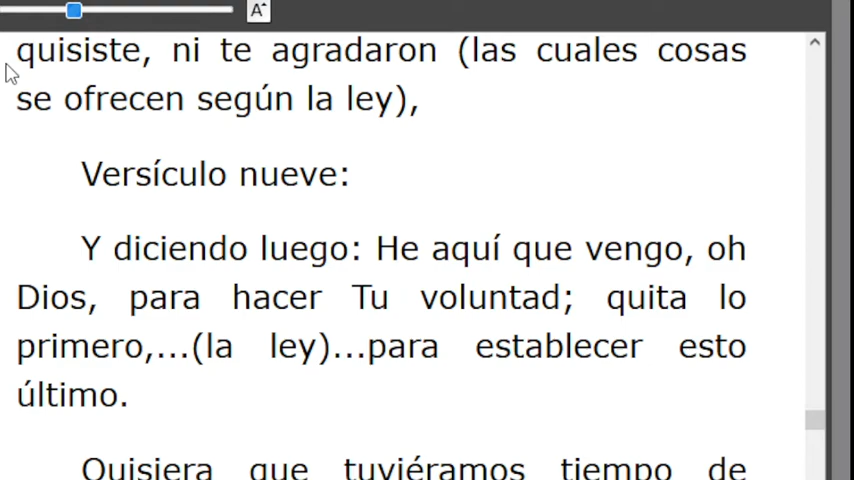 A
quisiste, ni te agradaron (las cuales cosas
se ofrecen según la ley),
Versículo nueve:
Y diciendo luego: He aquí que vengo, oh
Dios, para hacer Tu voluntad; quita lo
primero,...(la ley)...para establecer esto
último.
Quisiera que tuviéramos tiempo de